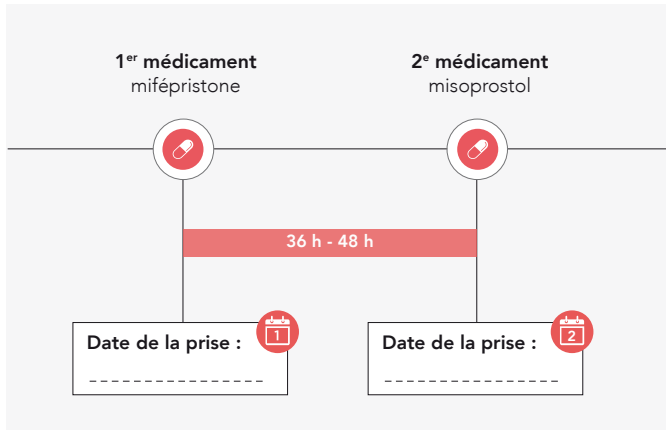 1er médicament
mifépristone
2e médicament
misoprostol
36 h - 48 h
1
Date de la prise :
2
Date de la prise :